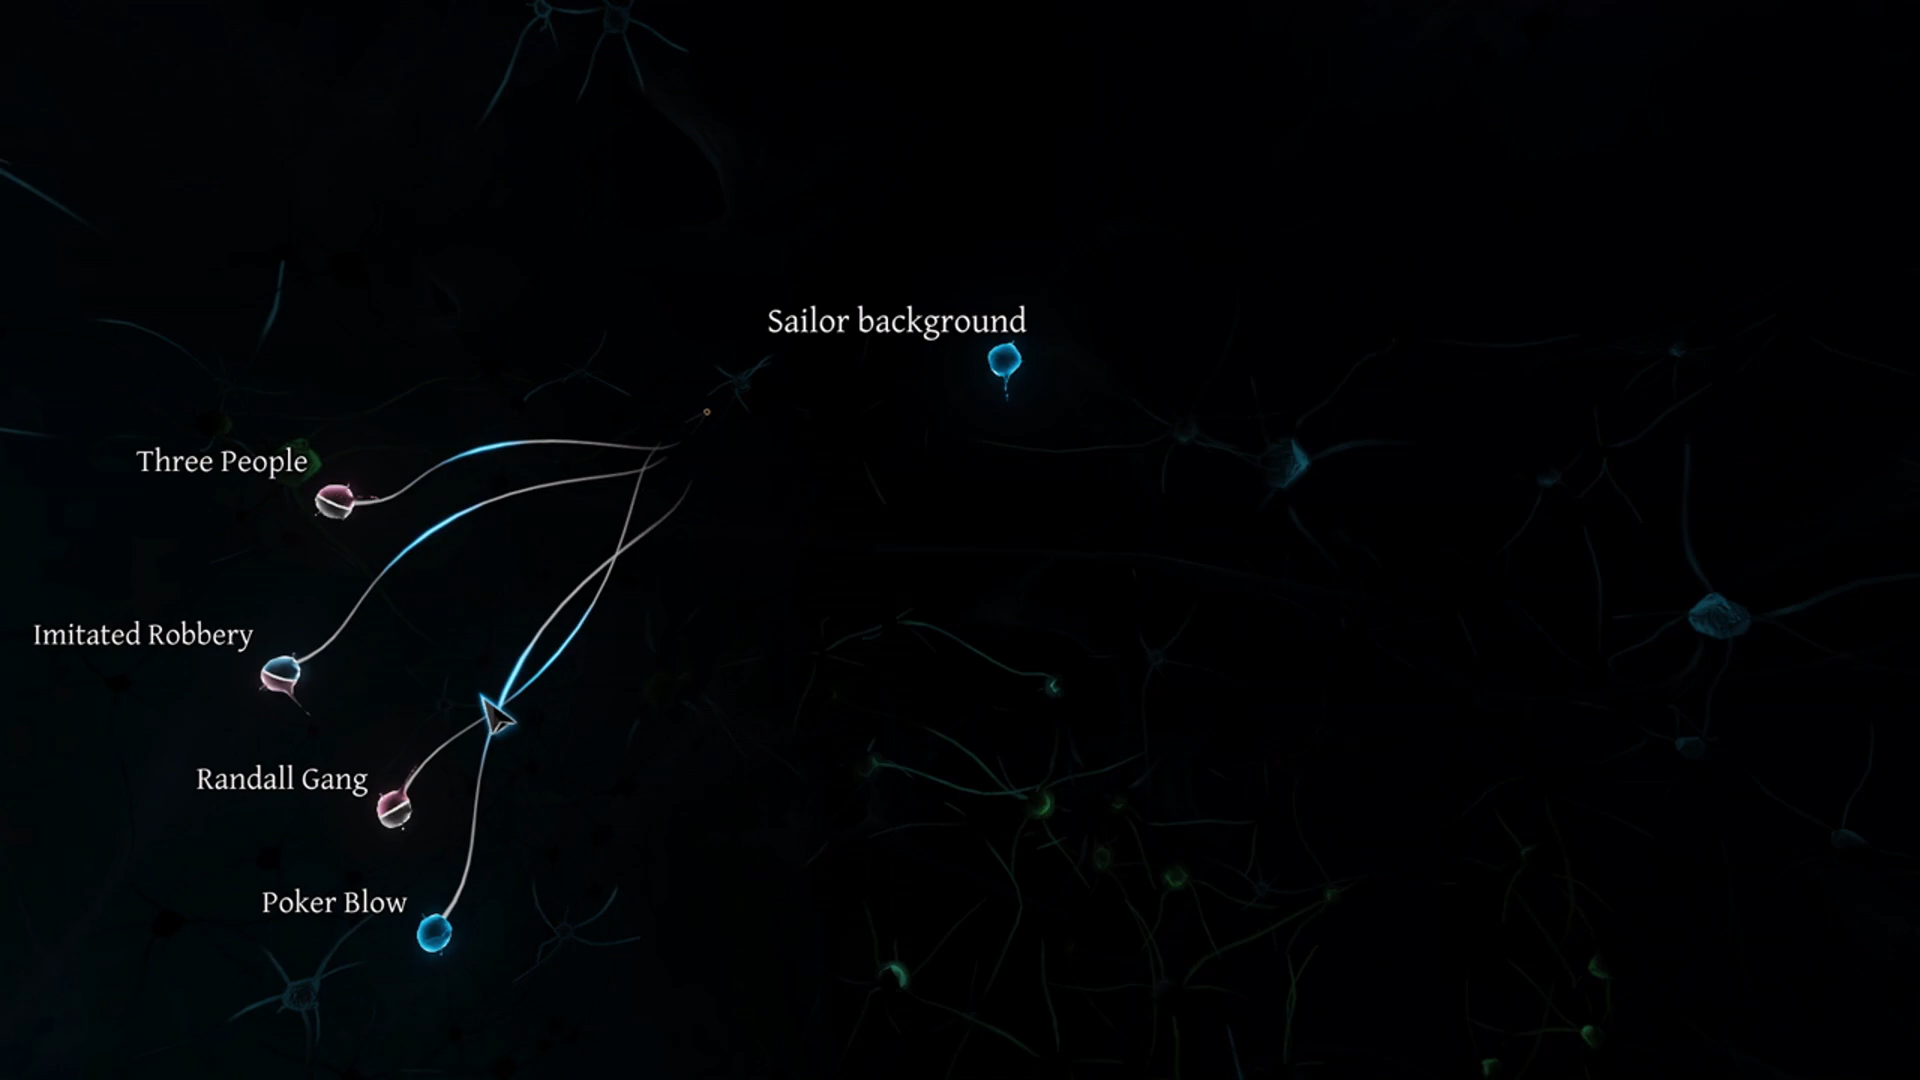 Sailor background
Three People
Imitated Robbery
Randall Gang
Poker Blow